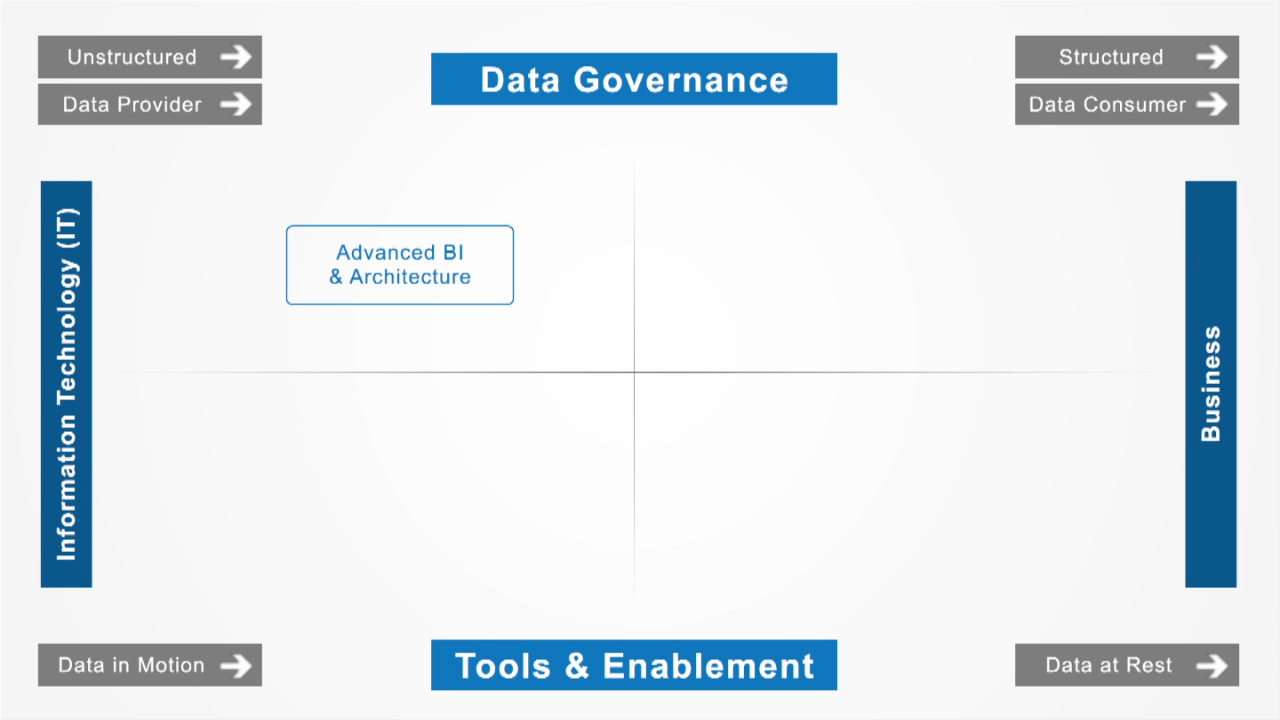 Unstructured
Data Provider
Data Governance
Structured
Data Consumer
Information Technology (IT)
Advanced BI
& Architecture
Business
Data in Motion
Tools & Enablement
Data at Rest